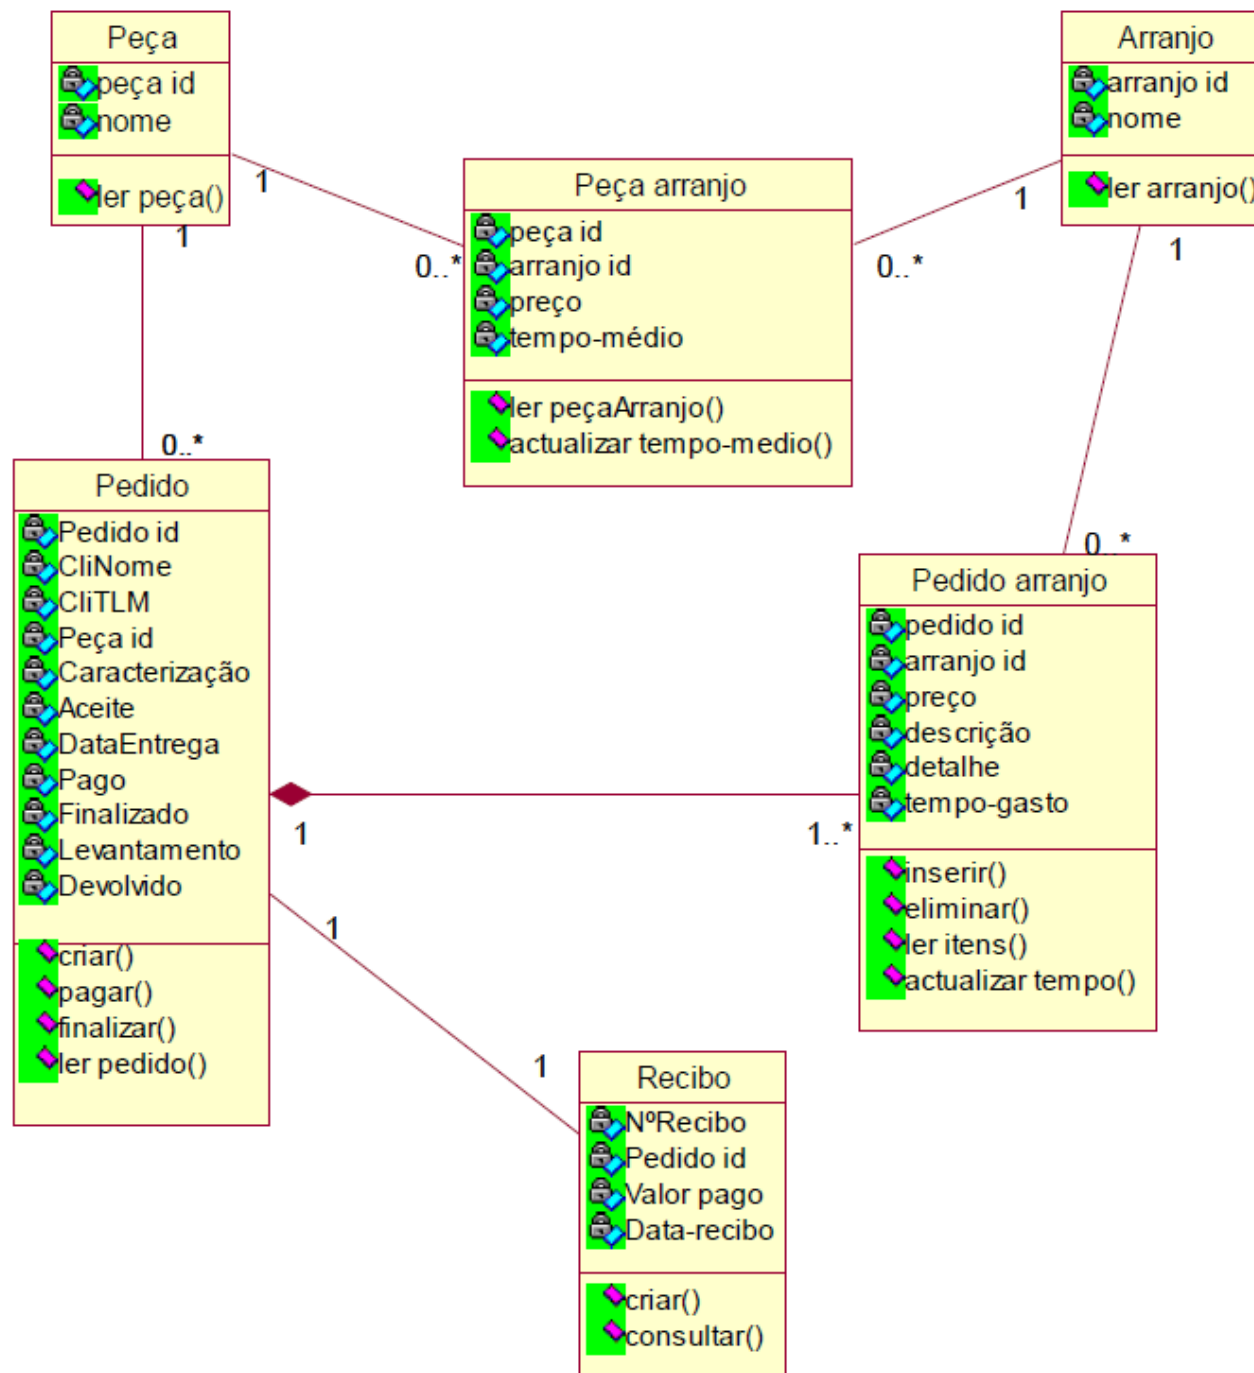 Peça
peça id
nome
ler peça()
1
1
0..*
0..*
Arranjo
arranjo id
nome
ler arranjo()
1
1
0..*
0..*
Peça arranjo
peça id
arranjo id
preço
tempo-médio
ler peçaArranjo()
actualizar tempo-medio()
Pedido
Pedido id
CliNome
CliTLM
Peça id
Caracterização
Aceite
DataEntrega
Pago
Finalizado
Levantamento
Devolvido
criar()
pagar()
finalizar()
ler pedido()
1
1..*
1
1
Pedido arranjo
pedido id
arranjo id
preço
descrição
detalhe
tempo-gasto
inserir()
eliminar()
ler itens()
actualizar tempo()
Recibo
NºRecibo
Pedido id
Valor pago
Data-recibo
criar()
consultar()